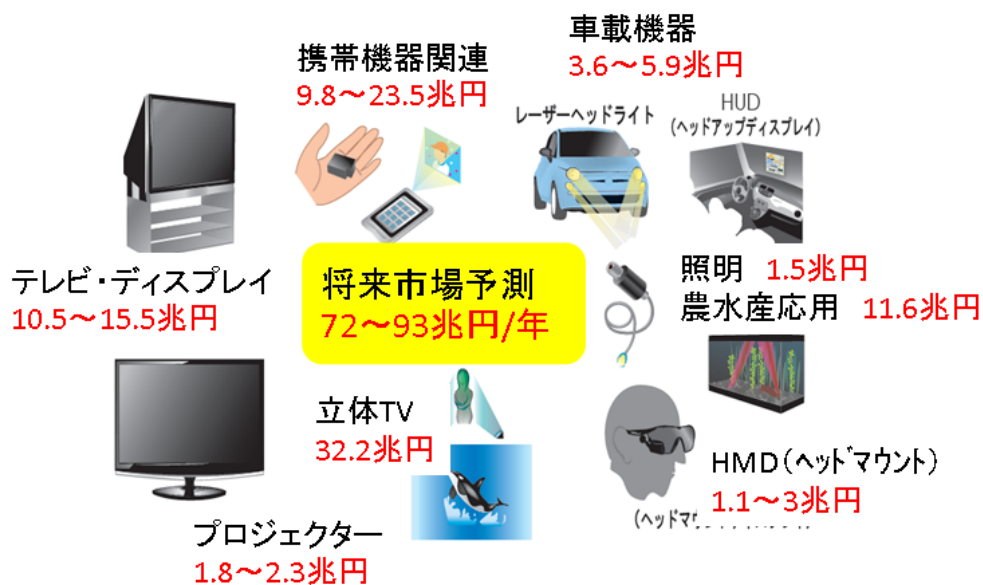 車載機器
3.6～5.9兆円
携帯機器関連
9.8～23.5兆円
レーザーヘッドライト
HUD
(ヘッドアップディスプレイ)
テレビ・ディスプレイ
10.5～15.5兆円
将来市場予測
72～93兆円/年
照明 1.5兆円
農水産応用 11.6兆円
立体TV
32.2兆円
HMD(ヘッドマウント)
1.1～3兆円
プロジェクター
1.8～2.3兆円